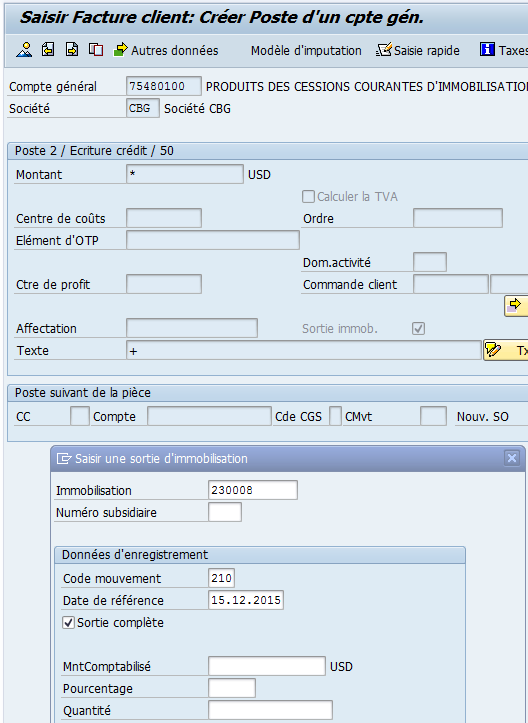 Saisir Facture client: Créer Poste d'un cpte gén.
Autres données Modèle d'imputation Saisie rapide Taxes
Compte général 75480100 PRODUITS DES CESSIONS COURANTES D'IMMOBILISATION
Société CBG Société CBG
Poste 2 / Ecriture crédit / 50
Montant * USD
Calculer la TVA
Centre de coûts Ordre
Elément d'OTP
Dom.activité
Ctre de profit Commande client
Affectation Sortie immob.
Texte + Tx
Poste suivant de la pièce
CC Compte Cde CGS CMvt Nouv. SO
Saisir une sortie d'immobilisation
Immobilisation 230008
Numéro subsidiaire
Données d'enregistrement
Code mouvement 210
Date de référence 15.12.2015
Sortie complète
MntComptabilisé USD
Pourcentage
Quantité